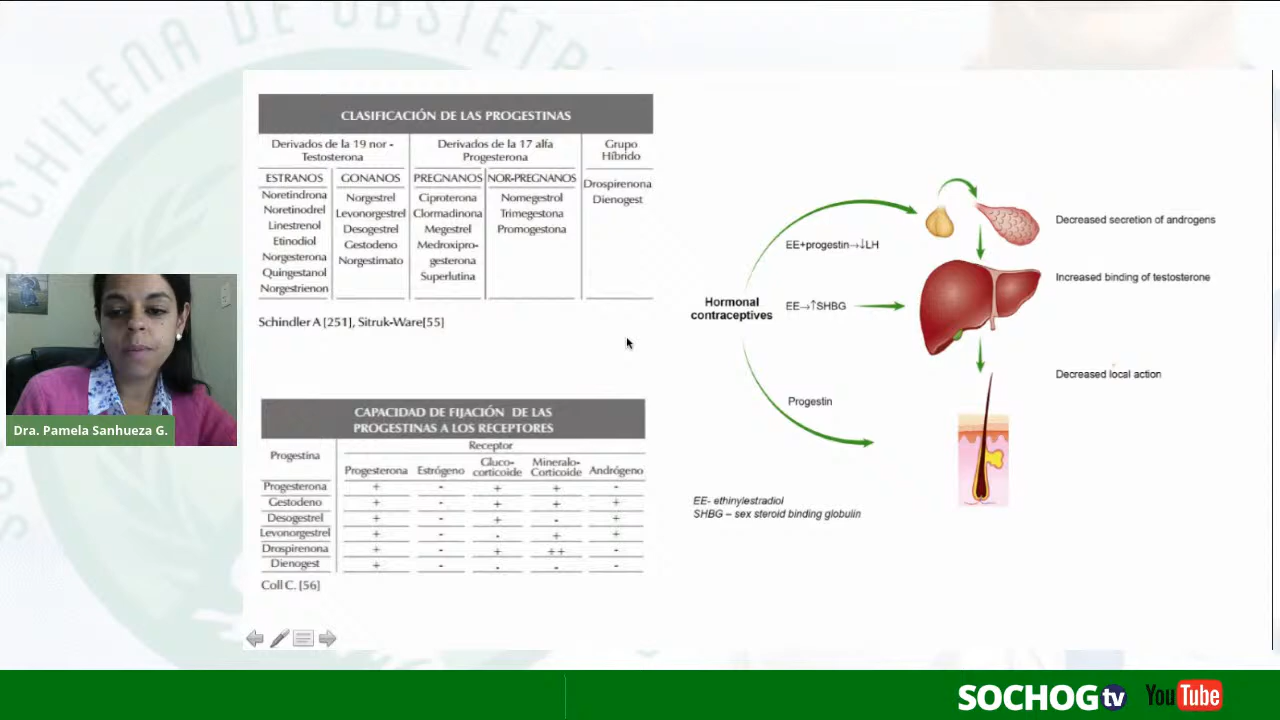 CHILENA DE OBSTETR
CLASIFICACIÓN DE LAS PROGESTINAS
Derivados de la 19 nor -
Testosterona
Derivados de la 17 alfa
Progesterona
Grupo
Híbrido
ESTRANOS
Noretindrona
Noretinodrel
Linestrenol
Etinodiol
Norgesterona
Quingestanol
Norgestrienon
GONANOS
Norgestrel
Levonorgestrel
Desogestrel
Gestodeno
Norgestimato
PREGNANOS
Ciproterona
Clormadinona
Megestrel
Medroxipro-
gesterona
Superlutina
NOR-PREGNANOS
Nomegestrol
Trimegestona
Promogestona
Drospirenona
Dienogest
Schindler A [251], Sitruk-Ware[55]
CAPACIDAD DE FIJACIÓN DE LAS
PROGESTINAS A LOS RECEPTORES
Progestina
Receptor
Progesterona Estrógeno Gluco-corticoide Mineralo-Corticoide Andrógeno
Progesterona + - + + -
Gestodeno + - + + +
Desogestrel + - + - +
Levonorgestrel + - - + +
Drospirenona + - + ++ -
Dienogest + - - - -
Coll C. [56]
Hormonal
contraceptives
EE+progestin→↓LH
EE→↑SHBG
Progestin
Decreased secretion of androgens
Increased binding of testosterone
Decreased local action
EE- ethinylestradiol
SHBG – sex steroid binding globulin
Dra. Pamela Sanhueza G.
SOCHOG tv YouTube